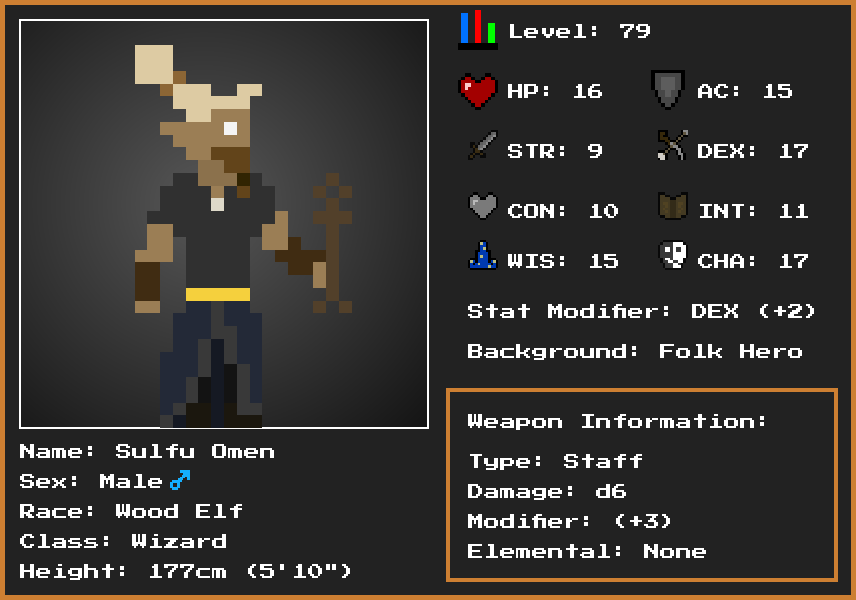 Level: 79
HP: 16
AC: 15
STR: 9
DEX: 17
CON: 10
INT: 11
WIS: 15
CHA: 17
Stat Modifier: DEX (+2)
Background: Folk Hero
Weapon Information:
Type: Staff
Damage: d6
Modifier: (+3)
Elemental: None
Name: Sulfu Omen
Sex: Male♂
Race: Wood Elf
Class: Wizard
Height: 177cm (5'10")